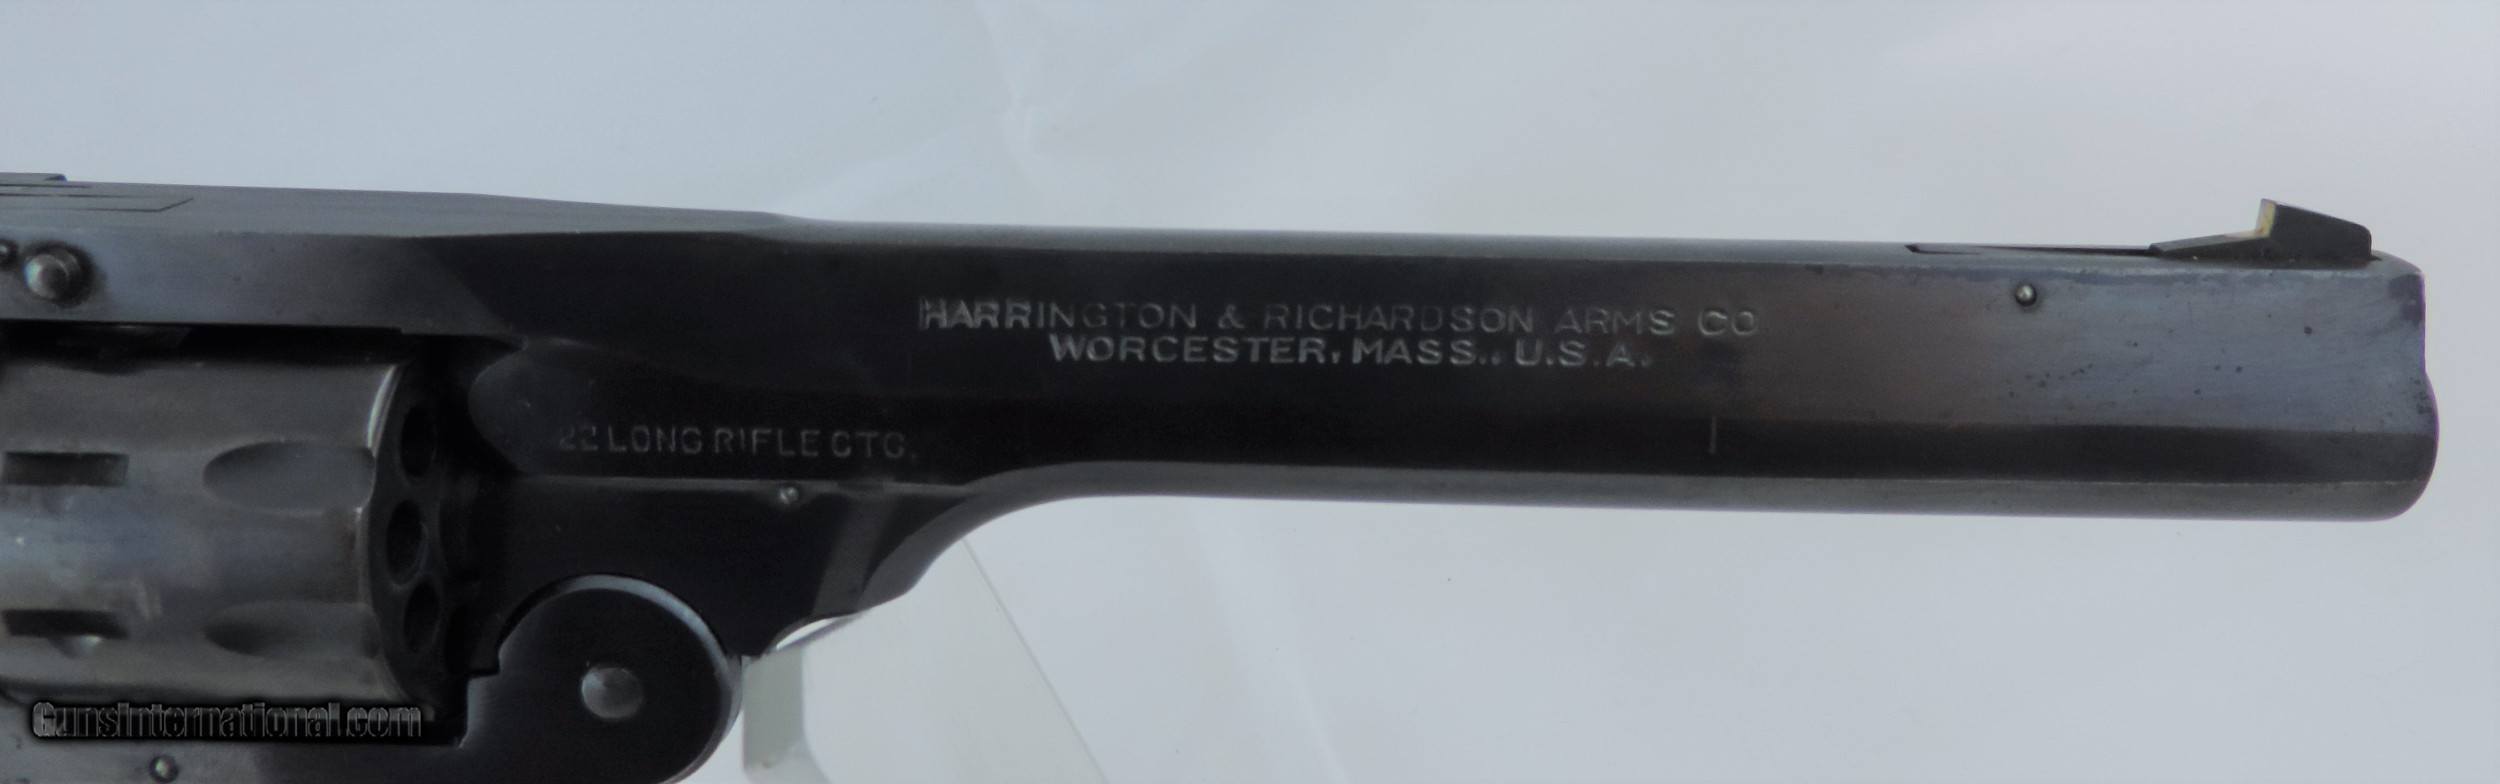 HARRINGTON & RICHARDSON ARMS CO
WORCESTER, MASS., U.S.A.
22 LONG RIFLE CTG.
GunsInternational.com